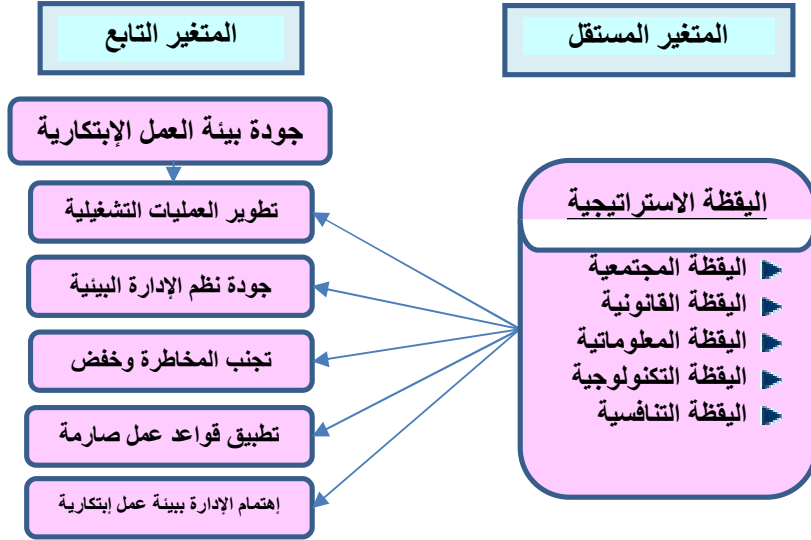 المتغير المستقل
المتغير التابع
اليقظة الاستراتيجية
اليقظة المجتمعية
اليقظة القانونية
اليقظة المعلوماتية
اليقظة التكنولوجية
اليقظة التنافسية
جودة بيئة العمل الإبتكارية
تطوير العمليات التشغيلية
جودة نظم الإدارة البيئية
تجنب المخاطرة وخفض
تطبيق قواعد عمل صارمة
إهتمام الإدارة ببيئة عمل إبتكارية